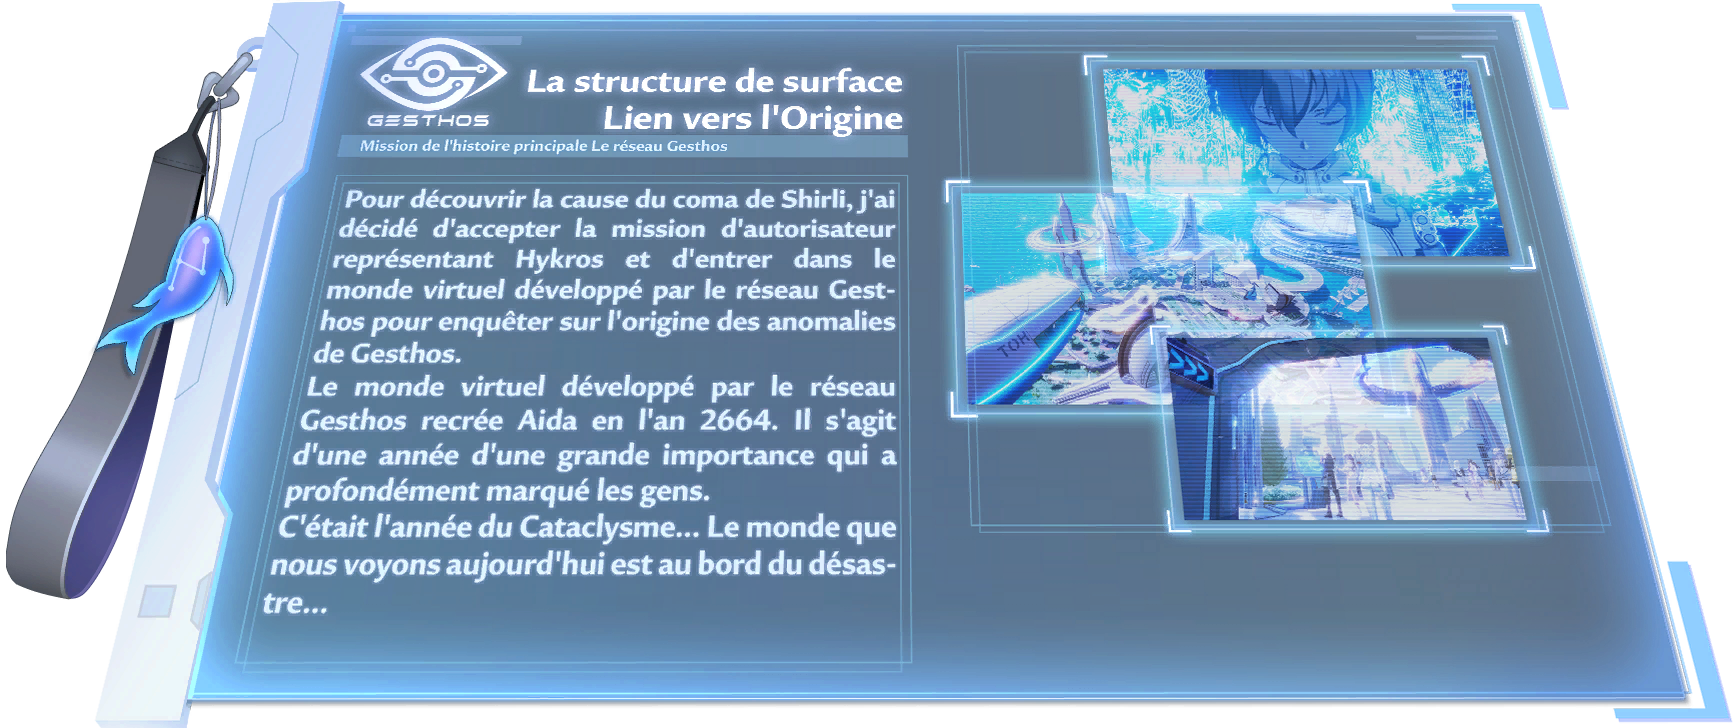 GESTHOS
La structure de surface
Lien vers l'Origine
Mission de l'histoire principale Le réseau Gesthos
Pour découvrir la cause du coma de Shirli, j'ai
décidé d'accepter la mission d'autorisateur
représentant Hykros et d'entrer dans le
monde virtuel développé par le réseau Gest-
hos pour enquêter sur l'origine des anomalies
de Gesthos.
Le monde virtuel développé par le réseau
Gesthos recrée Aida en l'an 2664. Il s'agit
d'une année d'une grande importance qui a
profondément marqué les gens.
C'était l'année du Cataclysme... Le monde que
nous voyons aujourd'hui est au bord du désas-
tre...